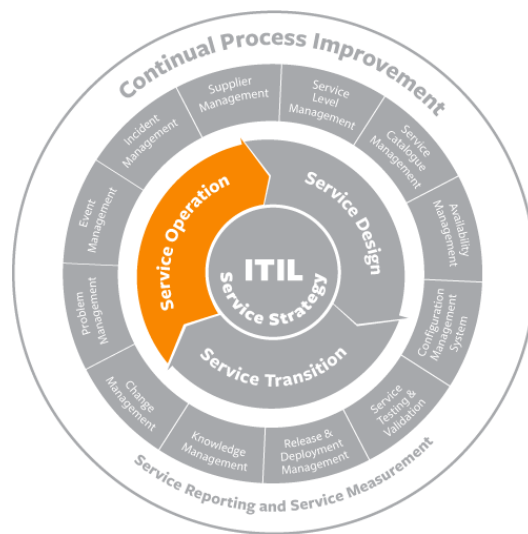 Continual Process Improvement
Supplier
Management
Service
Level
Management
Service
Catalogue
Management
Availability
Management
Configuration
Management
System
Service
Testing &
Validation
Release &
Deployment
Management
Knowledge
Management
Change
Management
Problem
Management
Event
Management
Incident
Management
Service Operation
Service Design
Service Transition
ITIL
Service Strategy
Service Reporting and Service Measurement